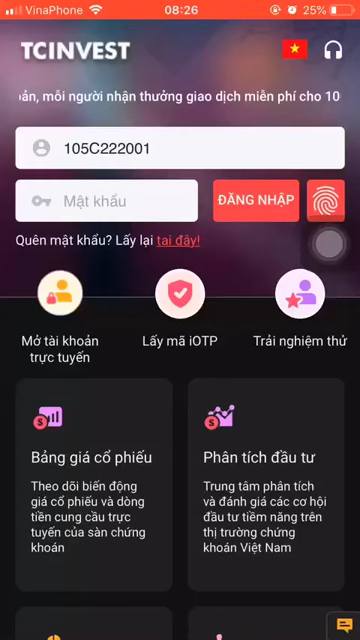 VinaPhone 08:26 25%
TCINVEST
ản, mỗi người nhận thưởng giao dịch miễn phí cho 10
105C222001
Mật khẩu
ĐĂNG NHẬP
Quên mật khẩu? Lấy lại tại đây!
Mở tài khoản
trực tuyến
Lấy mã iOTP
Trải nghiệm thử
Bảng giá cổ phiếu
Theo dõi biến động
giá cổ phiếu và dòng
tiền cung cầu trực
tuyến của sàn chứng
khoán
Phân tích đầu tư
Trung tâm phân tích
và đánh giá các cơ hội
đầu tư tiềm năng trên
thị trường chứng
khoán Việt Nam